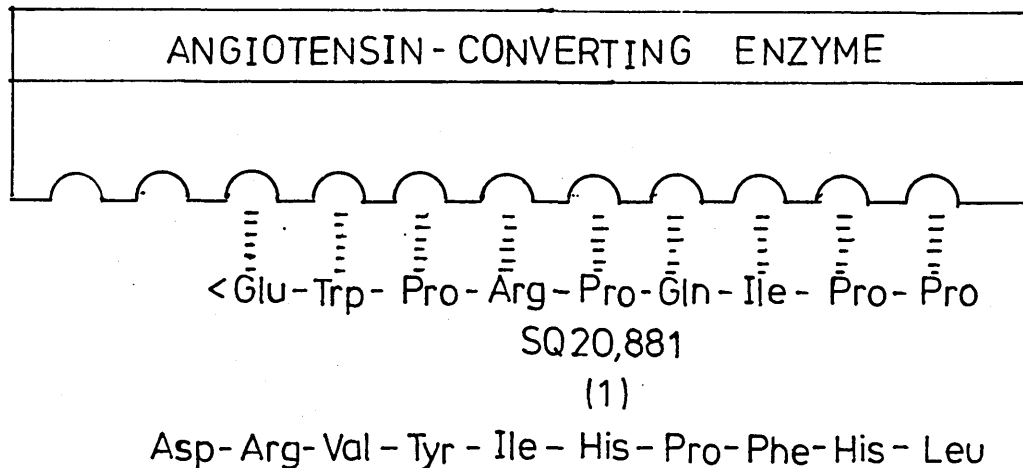 ANGIOTENSIN-CONVERTING ENZYME
<Glu-Trp-Pro-Arg-Pro-Gln-Ile-Pro-Pro
SQ20,881
(1)
Asp-Arg-Val-Tyr-Ile-His-Pro-Phe-His-Leu